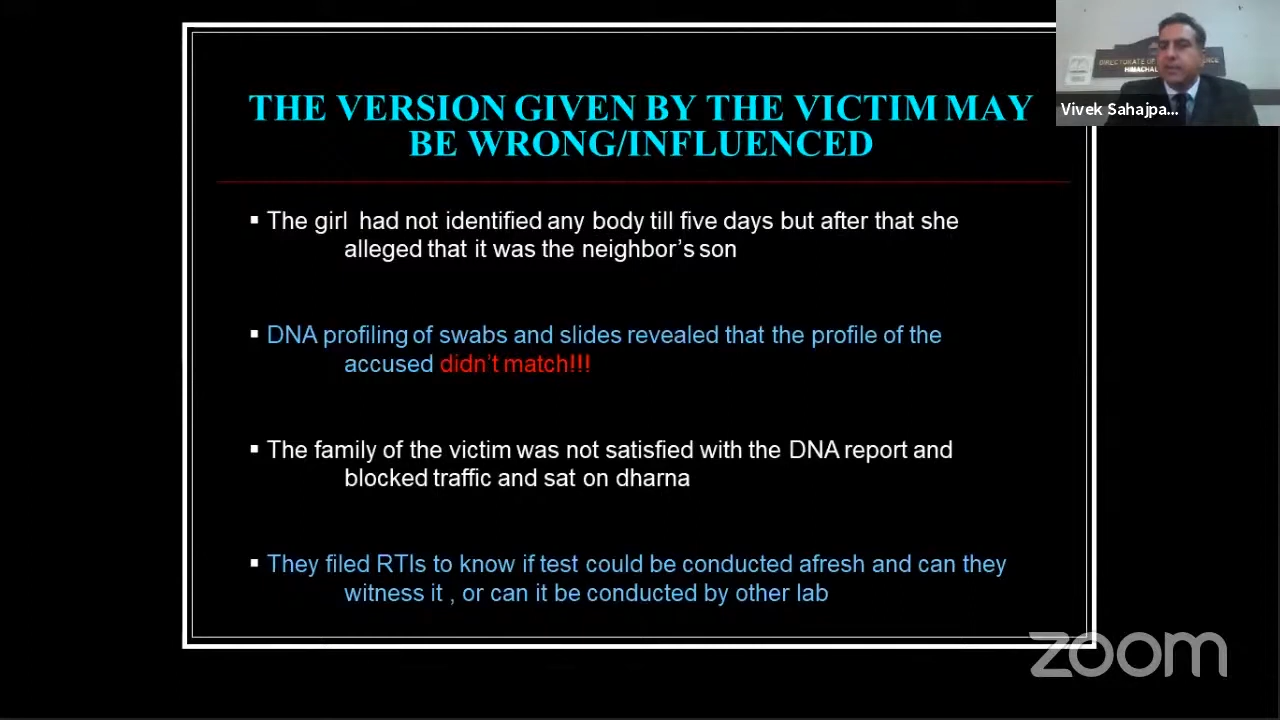 THE VERSION GIVEN BY THE VICTIM MAY
BE WRONG/INFLUENCED
▪ The girl had not identified any body till five days but after that she
alleged that it was the neighbor's son
▪ DNA profiling of swabs and slides revealed that the profile of the
accused didn't match!!!
▪ The family of the victim was not satisfied with the DNA report and
blocked traffic and sat on dharna
▪ They filed RTIs to know if test could be conducted afresh and can they
witness it , or can it be conducted by other lab
DIRECTORATE OF
HIMACHAL
Vivek Sahajpa...
zoom